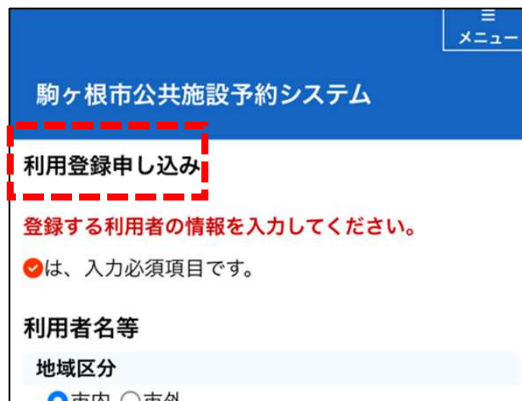 メニュー
駒ヶ根市公共施設予約システム
利用登録申し込み
登録する利用者の情報を入力してください。
は、入力必須項目です。
利用者名等
地域区分
市内 市外